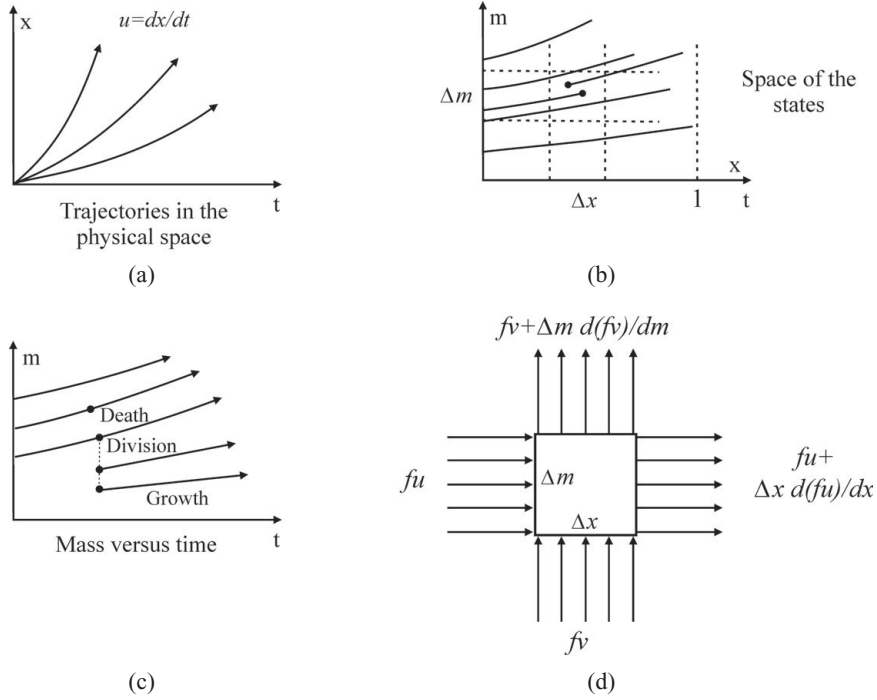 x
u=dx/dt
t
Trajectories in the
physical space
(a)
m
Δm
Space of the
states
x
Δx
1
t
(b)
m
Death
Division
Growth
Mass versus time
t
(c)
fv+Δm d(fv)/dm
fu
Δm
Δx
fu+
Δx d(fu)/dx
fv
(d)